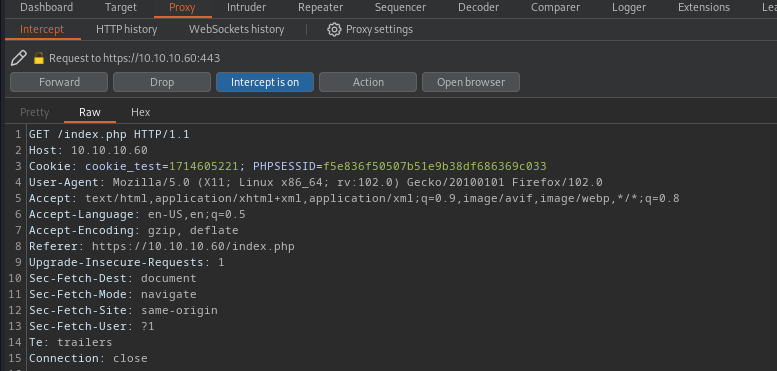 Dashboard Target Proxy Intruder Repeater Sequencer Decoder Comparer Logger Extensions Lea
Intercept HTTP history WebSockets history Proxy settings
Request to https://10.10.10.60:443
Forward Drop Intercept is on Action Open browser
Pretty Raw Hex
1 GET /index.php HTTP/1.1
2 Host: 10.10.10.60
3 Cookie: cookie_test=1714605221; PHPSESSID=f5e836f50507b51e9b38df686369c033
4 User-Agent: Mozilla/5.0 (X11; Linux x86_64; rv:102.0) Gecko/20100101 Firefox/102.0
5 Accept: text/html,application/xhtml+xml,application/xml;q=0.9,image/avif,image/webp,*/*;q=0.8
6 Accept-Language: en-US,en;q=0.5
7 Accept-Encoding: gzip, deflate
8 Referer: https://10.10.10.60/index.php
9 Upgrade-Insecure-Requests: 1
10 Sec-Fetch-Dest: document
11 Sec-Fetch-Mode: navigate
12 Sec-Fetch-Site: same-origin
13 Sec-Fetch-User: ?1
14 Te: trailers
15 Connection: close